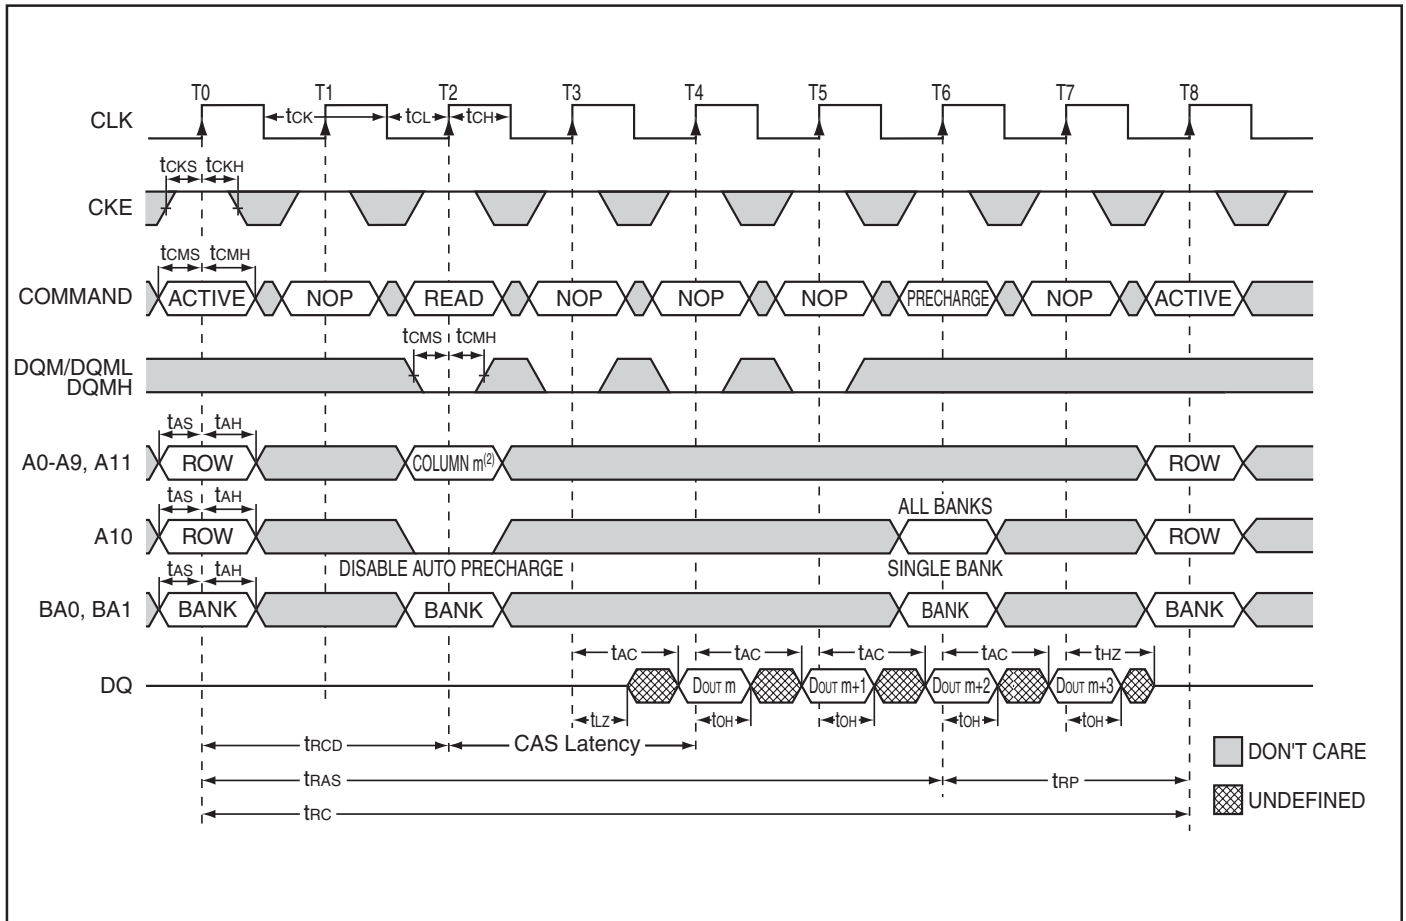 T0 T1 T2 T3 T4 T5 T6 T7 T8
CLK tCK tCL tCH
tCKS tCKH
CKE
tCMS tCMH
COMMAND ACTIVE NOP READ NOP NOP NOP PRECHARGE NOP ACTIVE
tCMS tCMH
DQM/DQML
DQMH
tAS tAH
A0-A9, A11 ROW COLUMN m(2) ROW
tAS tAH ALL BANKS
A10 ROW ROW
tAS tAH DISABLE AUTO PRECHARGE SINGLE BANK
BA0, BA1 BANK BANK BANK BANK
tAC tAC tAC tAC tHZ
DQ DOUT m DOUT m+1 DOUT m+2 DOUT m+3
tLZ tOH tOH tOH tOH
tRCD CAS Latency
DON'T CARE
tRAS tRP
UNDEFINED
tRC